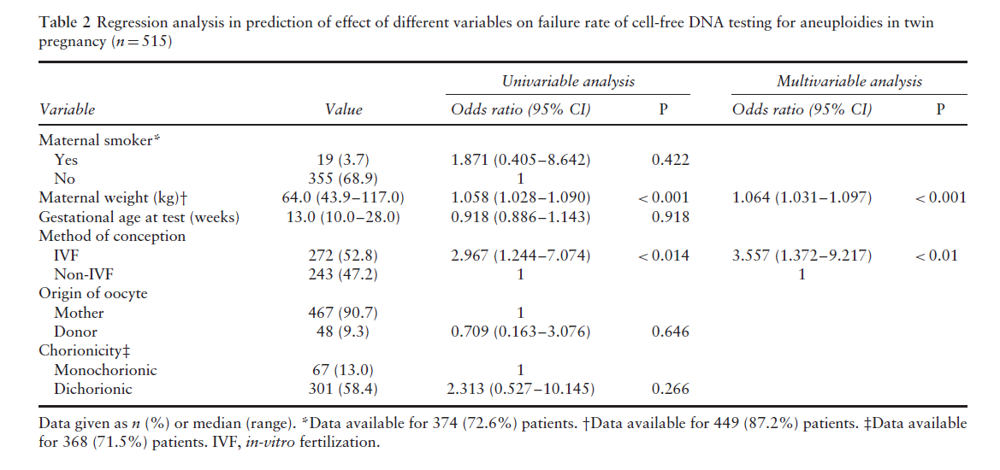 Table 2 Regression analysis in prediction of effect of different variables on failure rate of cell-free DNA testing for aneuploidies in twin
pregnancy (n = 515)
Univariable analysis Multivariable analysis
Variable Value Odds ratio (95% CI) P Odds ratio (95% CI) P
Maternal smoker*
Yes 19 (3.7) 1.871 (0.405–8.642) 0.422
No 355 (68.9) 1
Maternal weight (kg)† 64.0 (43.9–117.0) 1.058 (1.028–1.090) < 0.001 1.064 (1.031–1.097) < 0.001
Gestational age at test (weeks) 13.0 (10.0–28.0) 0.918 (0.886–1.143) 0.918
Method of conception
IVF 272 (52.8) 2.967 (1.244–7.074) < 0.014 3.557 (1.372–9.217) < 0.01
Non-IVF 243 (47.2) 1 1
Origin of oocyte
Mother 467 (90.7) 1
Donor 48 (9.3) 0.709 (0.163–3.076) 0.646
Chorionicity‡
Monochorionic 67 (13.0) 1
Dichorionic 301 (58.4) 2.313 (0.527–10.145) 0.266
Data given as n (%) or median (range). *Data available for 374 (72.6%) patients. †Data available for 449 (87.2%) patients. ‡Data available
for 368 (71.5%) patients. IVF, in-vitro fertilization.